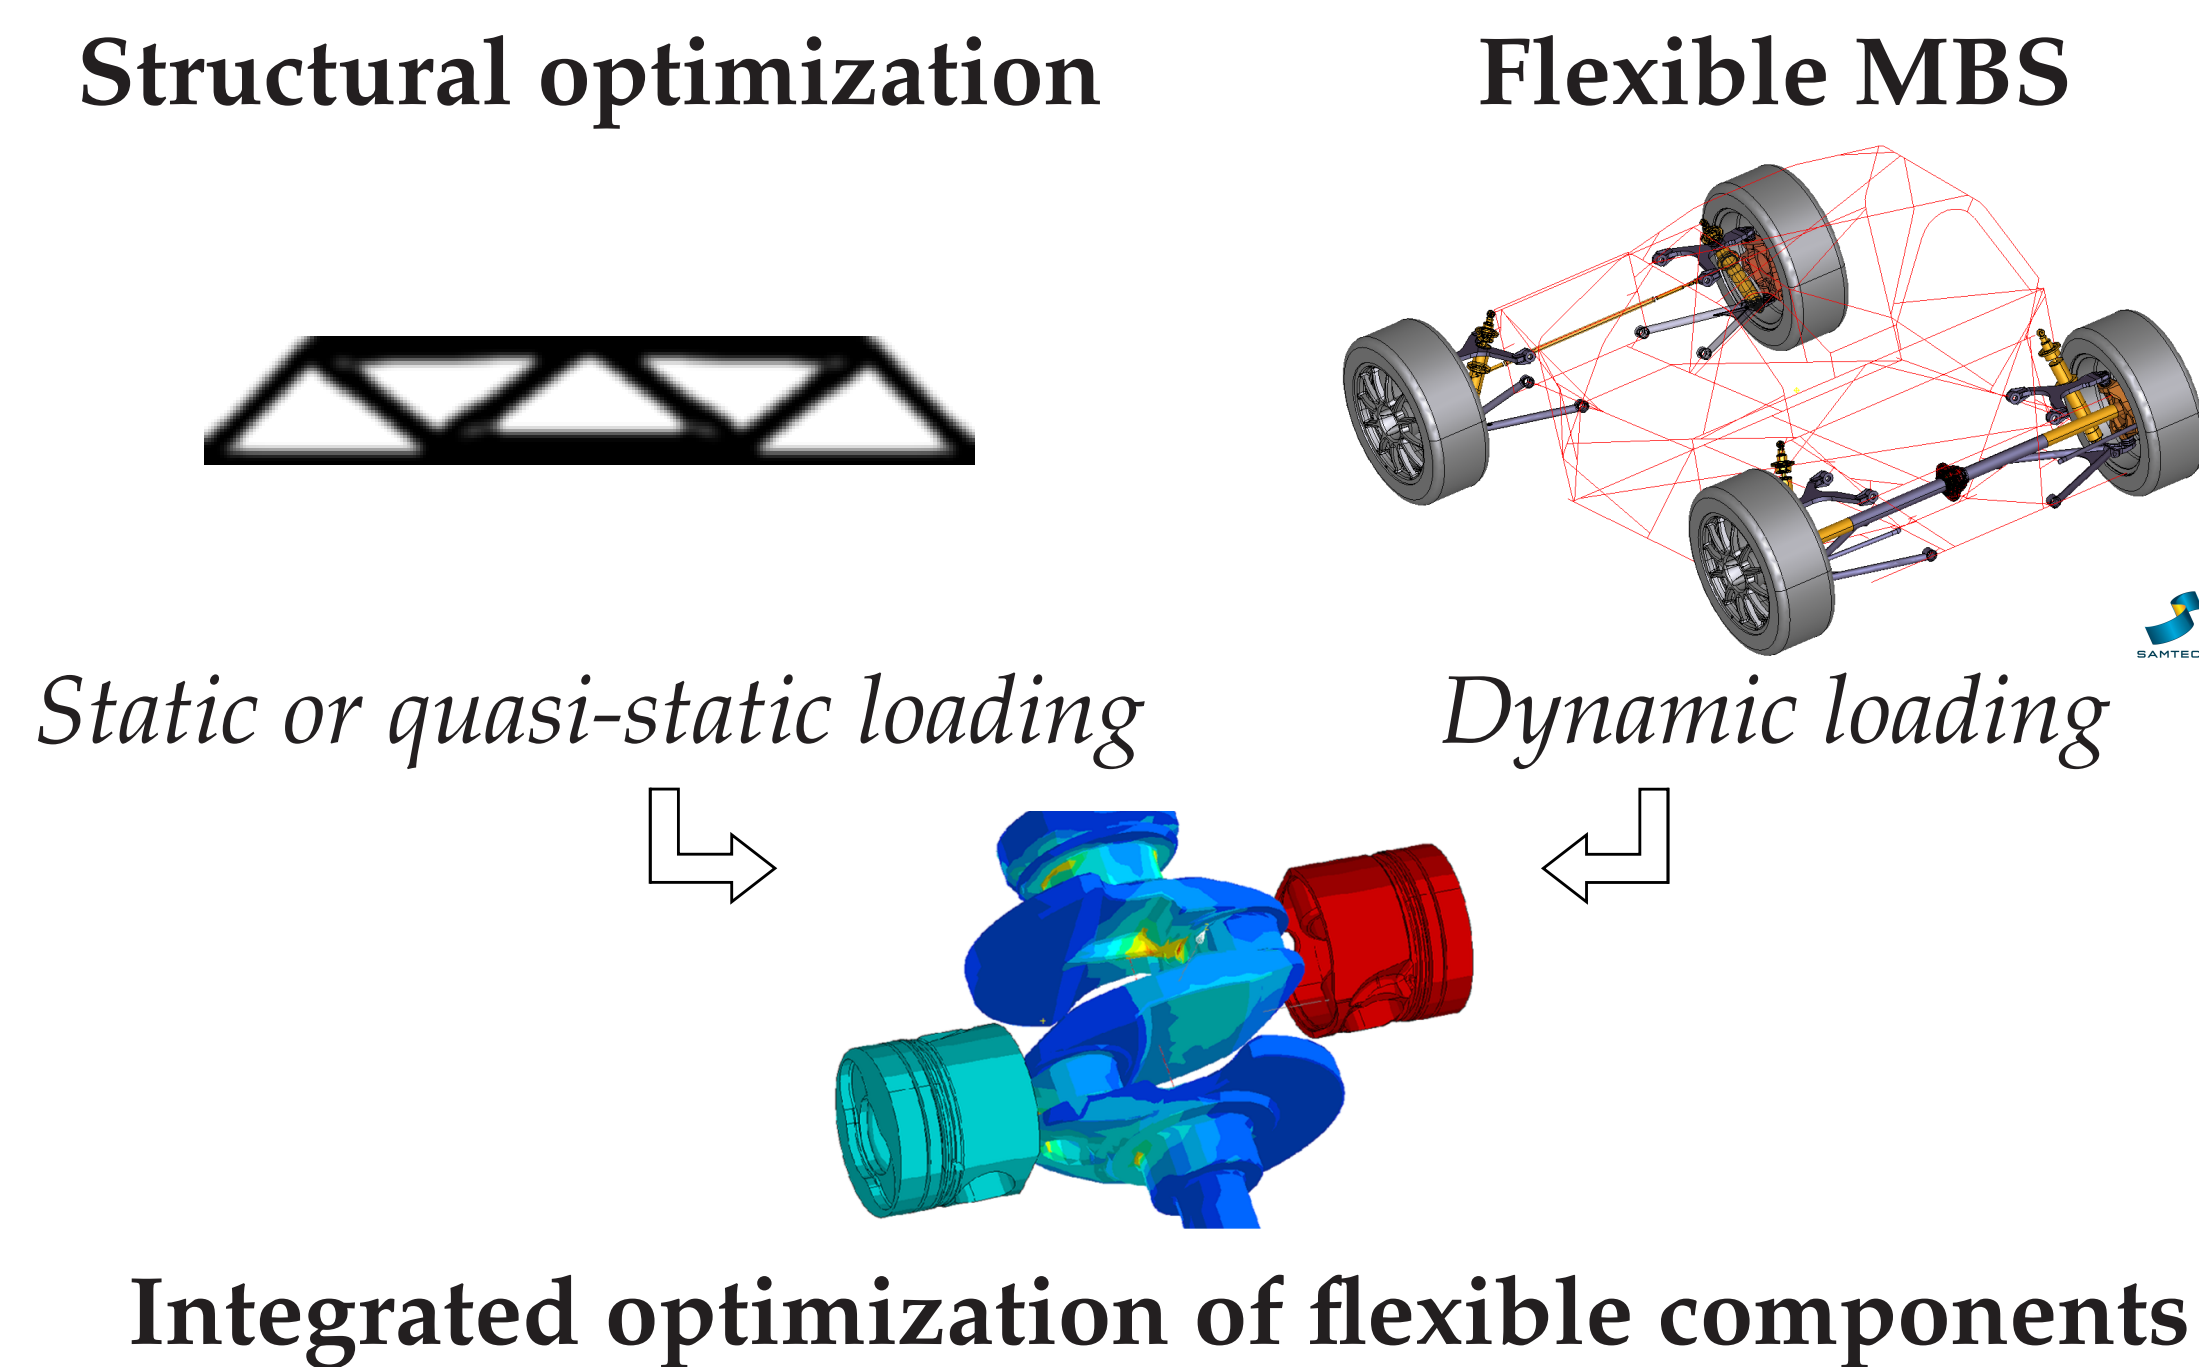 Structural optimization
Flexible MBS
SAMTEC
Static or quasi-static loading
Dynamic loading
Integrated optimization of flexible components